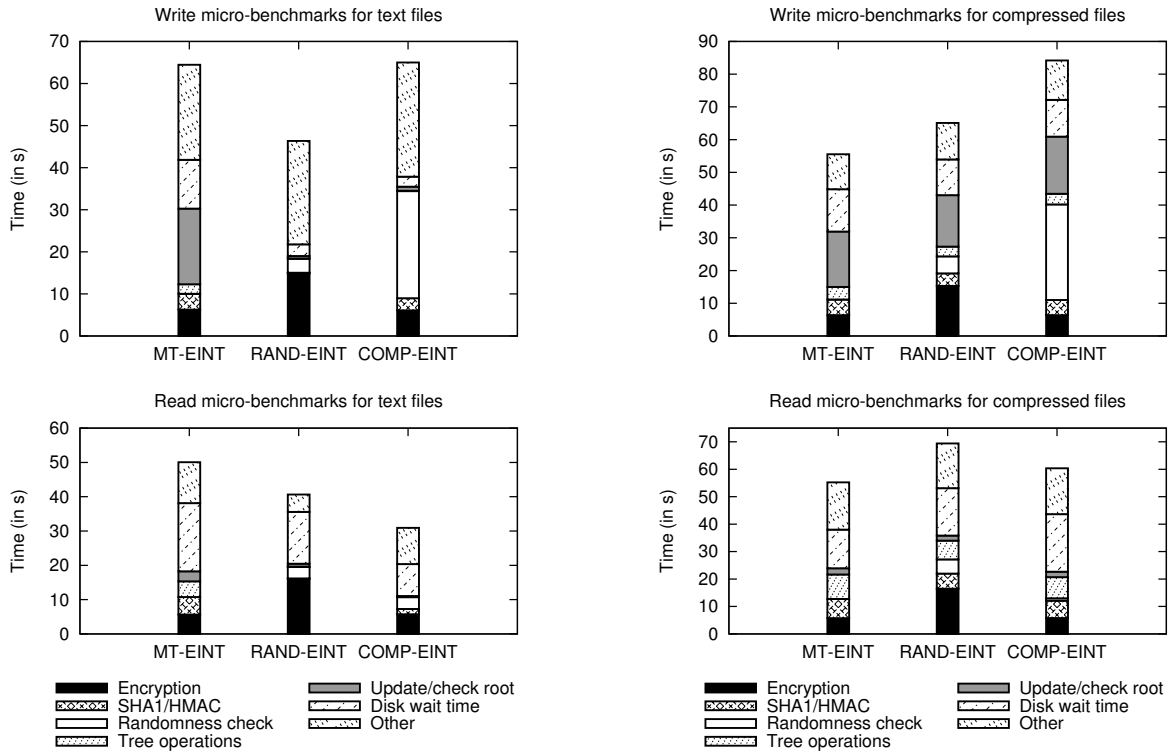 Write micro-benchmarks for text files
70
60
50
40
30
20
10
0
Time (in s)
MT-EINT RAND-EINT COMP-EINT
Write micro-benchmarks for compressed files
90
80
70
60
50
40
30
20
10
0
Time (in s)
MT-EINT RAND-EINT COMP-EINT
Read micro-benchmarks for text files
60
50
40
30
20
10
0
Time (in s)
MT-EINT RAND-EINT COMP-EINT
Read micro-benchmarks for compressed files
70
60
50
40
30
20
10
0
Time (in s)
MT-EINT RAND-EINT COMP-EINT
Encryption
SHA1/HMAC
Randomness check
Tree operations
Update/check root
Disk wait time
Other
Encryption
SHA1/HMAC
Randomness check
Tree operations
Update/check root
Disk wait time
Other